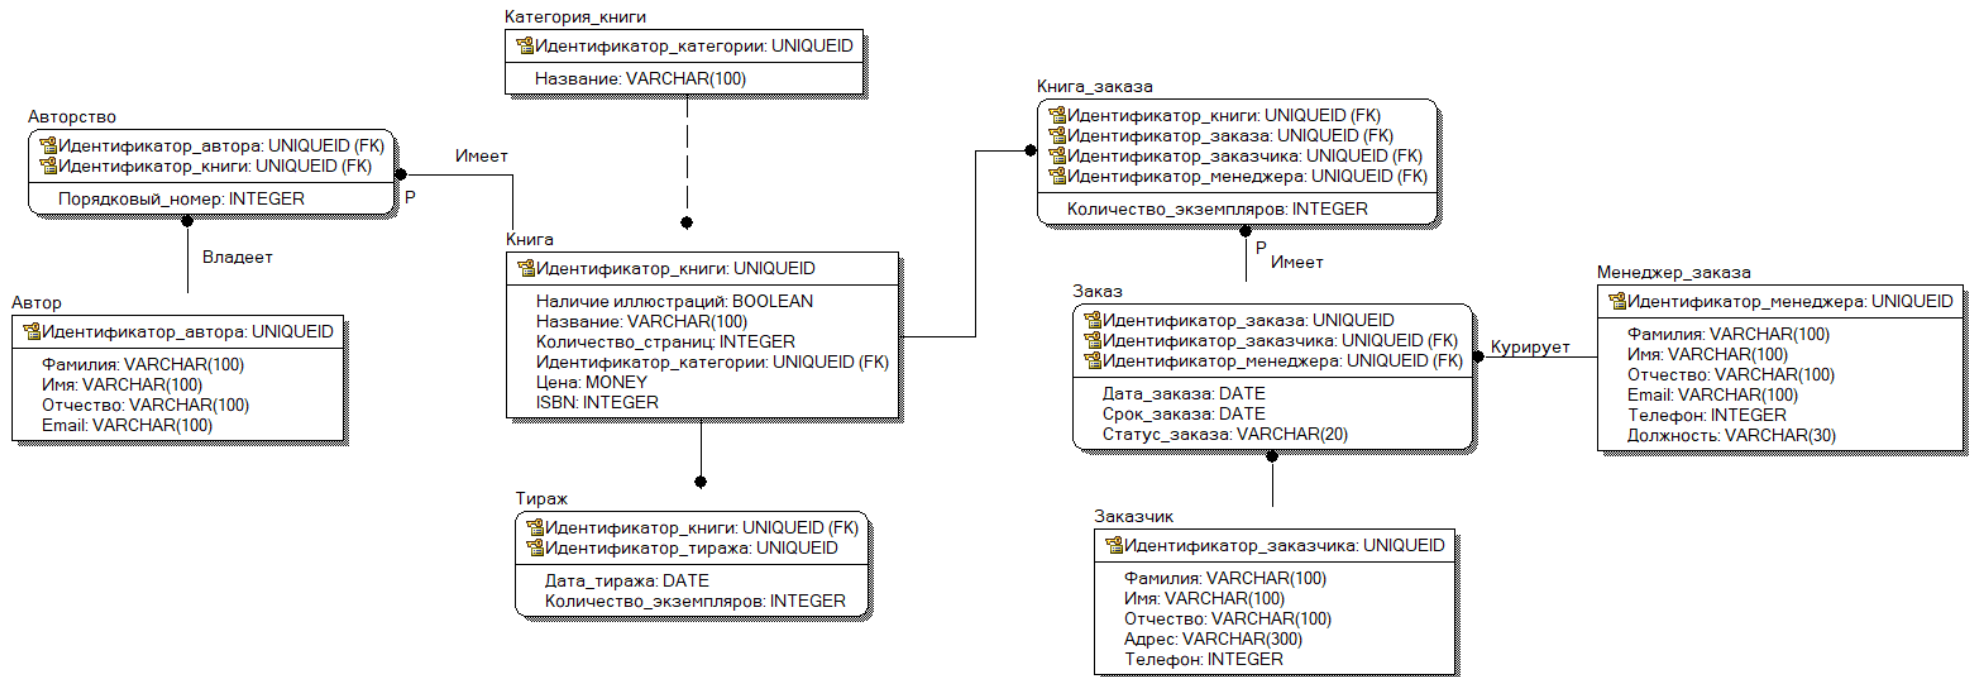 Категория_книги
Идентификатор_категории: UNIQUEID
Название: VARCHAR(100)
Авторство
Идентификатор_автора: UNIQUEID (FK)
Идентификатор_книги: UNIQUEID (FK)
Порядковый_номер: INTEGER
Имеет
P
Владеет
Автор
Идентификатор_автора: UNIQUEID
Фамилия: VARCHAR(100)
Имя: VARCHAR(100)
Отчество: VARCHAR(100)
Email: VARCHAR(100)
Книга
Идентификатор_книги: UNIQUEID
Наличие иллюстраций: BOOLEAN
Название: VARCHAR(100)
Количество_страниц: INTEGER
Идентификатор_категории: UNIQUEID (FK)
Цена: MONEY
ISBN: INTEGER
Тираж
Идентификатор_книги: UNIQUEID (FK)
Идентификатор_тиража: UNIQUEID
Дата_тиража: DATE
Количество_экземпляров: INTEGER
Книга_заказа
Идентификатор_книги: UNIQUEID (FK)
Идентификатор_заказа: UNIQUEID (FK)
Идентификатор_заказчика: UNIQUEID (FK)
Идентификатор_менеджера: UNIQUEID (FK)
Количество_экземпляров: INTEGER
P
Имеет
Заказ
Идентификатор_заказа: UNIQUEID
Идентификатор_заказчика: UNIQUEID (FK)
Идентификатор_менеджера: UNIQUEID (FK)
Дата_заказа: DATE
Срок_заказа: DATE
Статус_заказа: VARCHAR(20)
Курирует
Менеджер_заказа
Идентификатор_менеджера: UNIQUEID
Фамилия: VARCHAR(100)
Имя: VARCHAR(100)
Отчество: VARCHAR(100)
Email: VARCHAR(100)
Телефон: INTEGER
Должность: VARCHAR(30)
Заказчик
Идентификатор_заказчика: UNIQUEID
Фамилия: VARCHAR(100)
Имя: VARCHAR(100)
Отчество: VARCHAR(100)
Адрес: VARCHAR(300)
Телефон: INTEGER